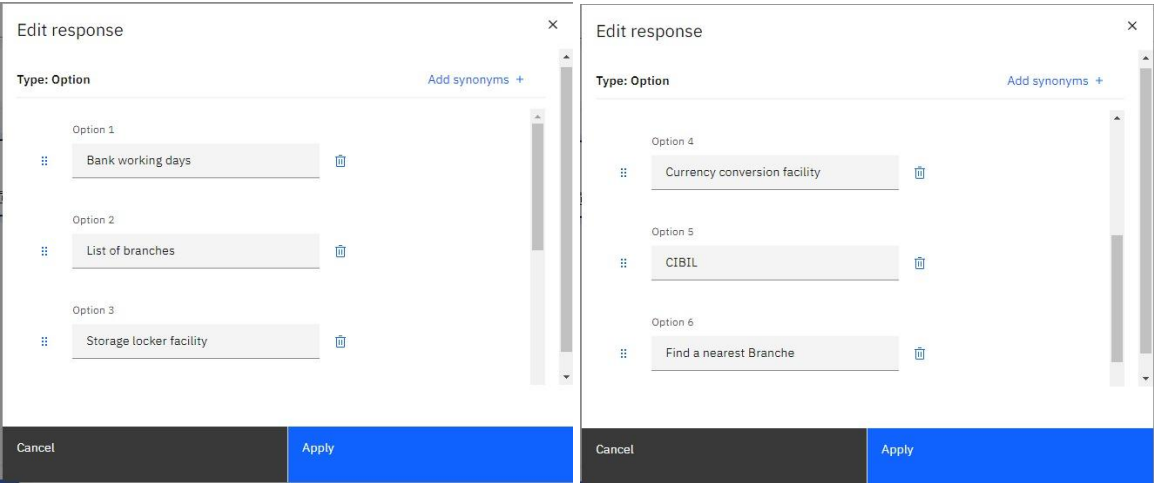 Edit response
Type: Option
Add synonyms +
Option 1
Bank working days
Option 2
List of branches
Option 3
Storage locker facility
Cancel
Apply
Edit response
Type: Option
Add synonyms +
Option 4
Currency conversion facility
Option 5
CIBIL
Option 6
Find a nearest Branche
Cancel
Apply